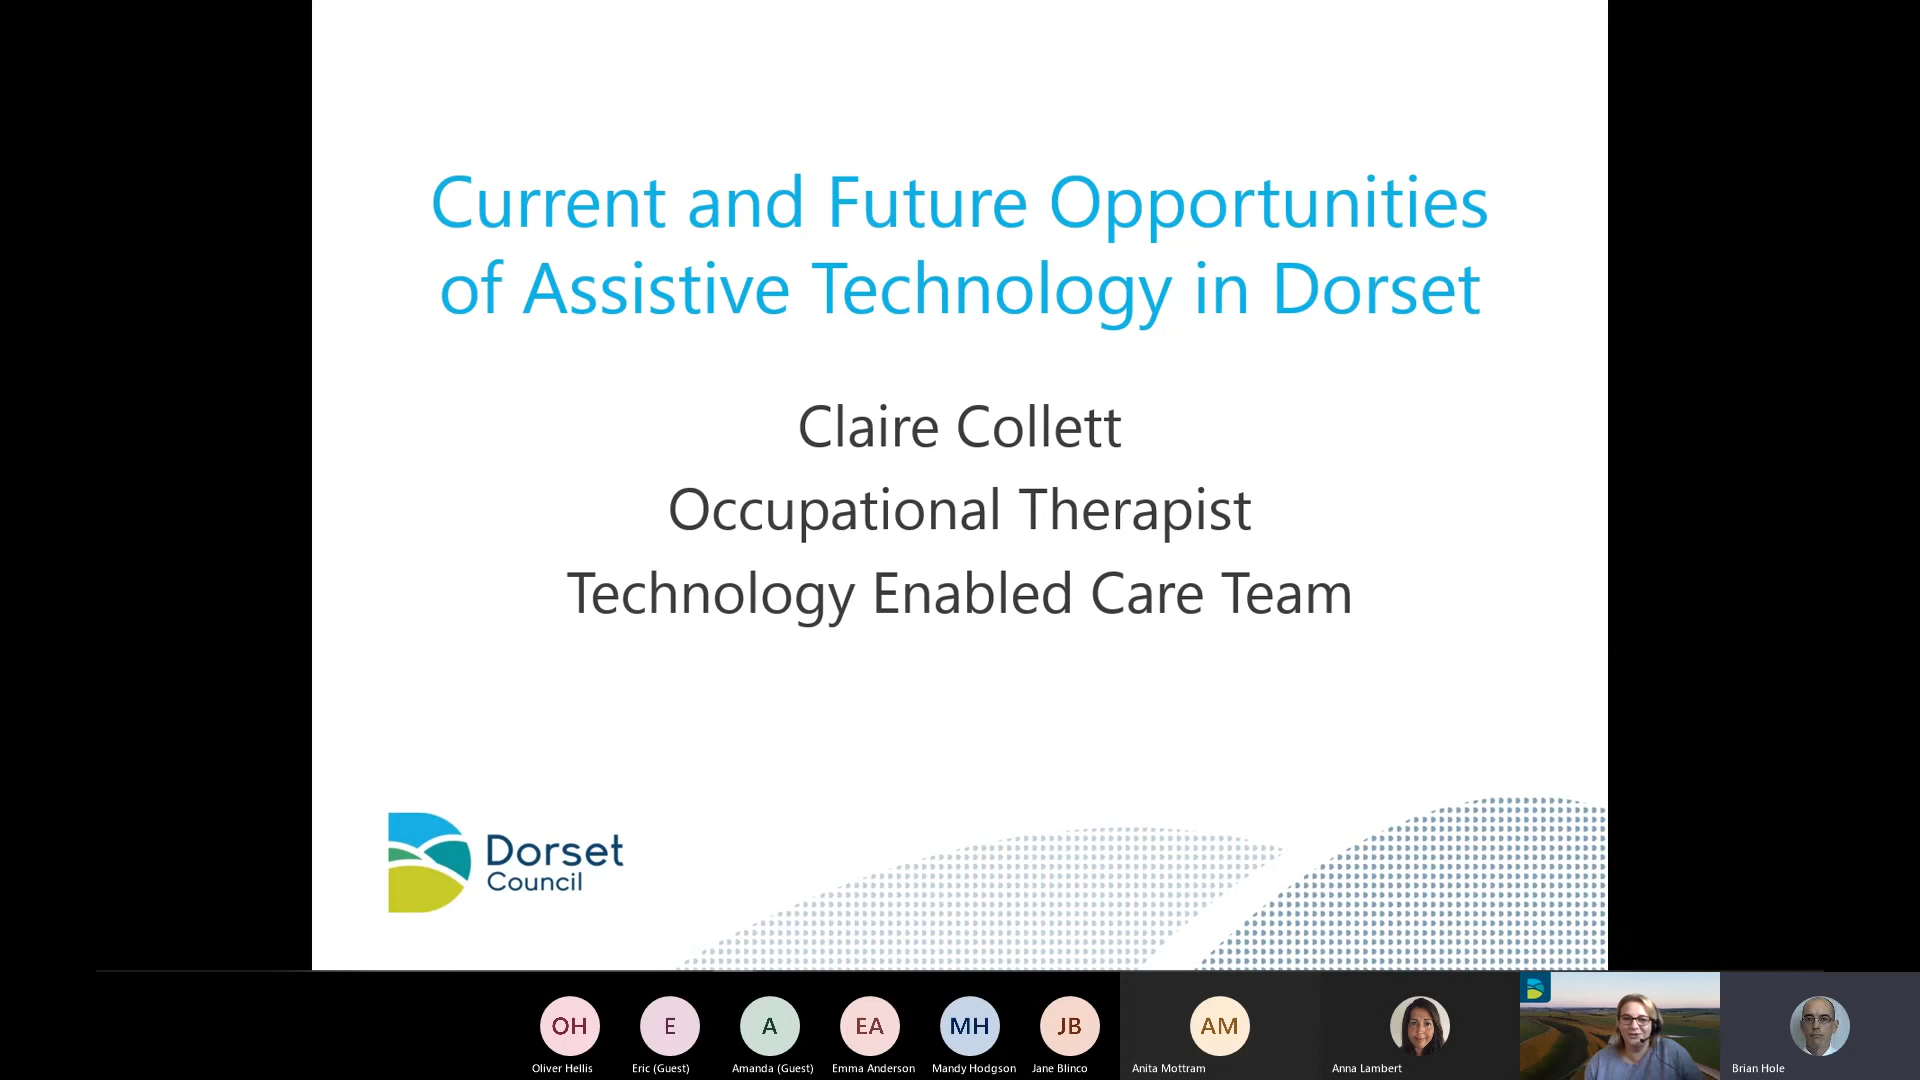 Current and Future Opportunities
of Assistive Technology in Dorset
Claire Collett
Occupational Therapist
Technology Enabled Care Team
Dorset
Council
OH
E
A
EA
MH
JB
AM
Oliver Hellis
Eric (Guest)
Amanda (Guest)
Emma Anderson
Mandy Hodgson
Jane Blinco
Anita Mottram
Anna Lambert
Brian Hole